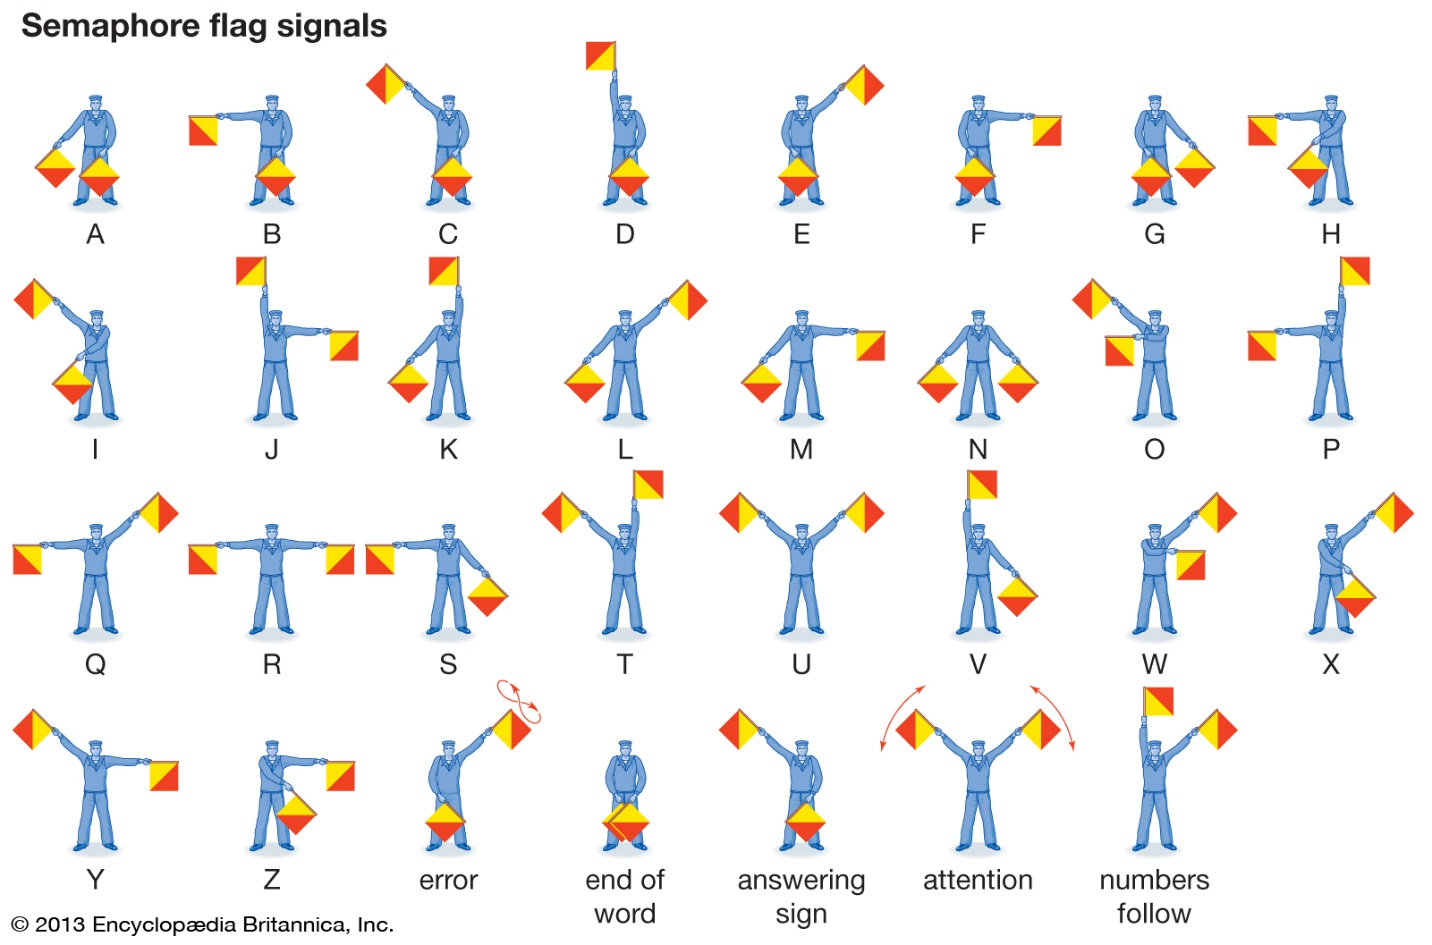 Semaphore flag signals
A B C D E F G H
I J K L M N O P
Q R S T U V W X
Y Z error end of word answering sign attention numbers follow
© 2013 Encyclopædia Britannica, Inc.